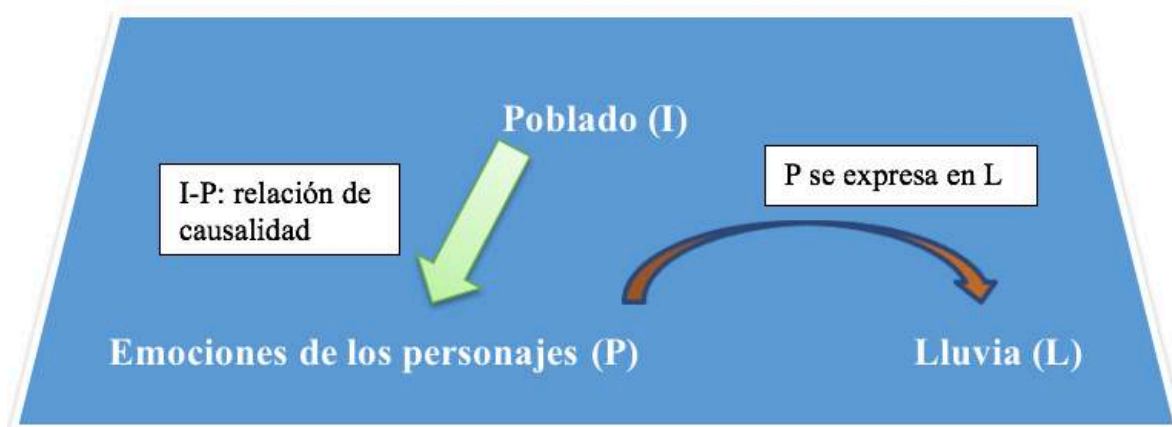 Poblado (I)
I-P: relación de
causalidad
P se expresa en L
Emociones de los personajes (P)
Lluvia (L)